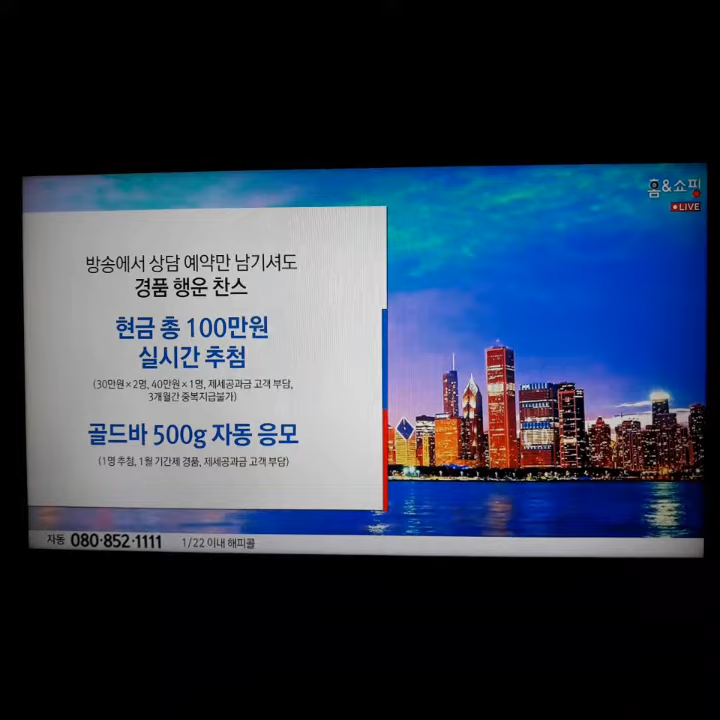 홈&쇼핑
LIVE
방송에서 상담 예약만 남기셔도
경품 행운 찬스
현금 총 100만원
실시간 추첨
(30만원×2명, 40만원×1명, 제세공과금 고객 부담,
3개월간 중복지급불가)
골드바 500g 자동 응모
(1명 추첨, 1월 기간제 경품, 제세공과금 고객 부담)
자동 080·852·1111 1/22 이내 해피콜